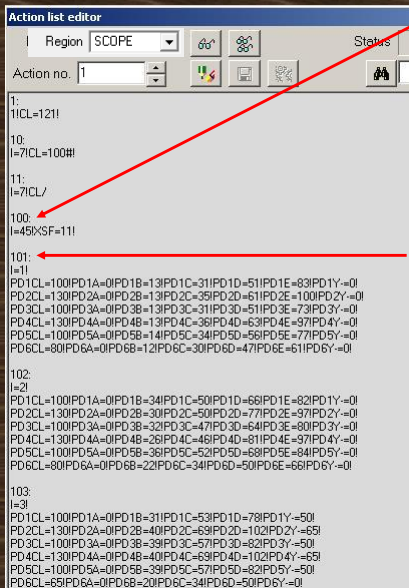 Action list editor
Region SCOPE Status
Action no. 1
1:
1!CL=121!
10:
I=7!CL=100#!
11:
I=7!CL/
100:
I=45!XSF=11!
101:
I=1!
PD1CL=100!PD1A=0!PD1B=13!PD1C=31!PD1D=51!PD1E=83!PD1Y-=0!
PD2CL=130!PD2A=0!PD2B=13!PD2C=35!PD2D=61!PD2E=100!PD2Y-=0!
PD3CL=100!PD3A=0!PD3B=13!PD3C=31!PD3D=51!PD3E=73!PD3Y-=0!
PD4CL=130!PD4A=0!PD4B=13!PD4C=36!PD4D=63!PD4E=97!PD4Y-=0!
PD5CL=100!PD5A=0!PD5B=14!PD5C=34!PD5D=56!PD5E=77!PD5Y-=0!
PD6CL=80!PD6A=0!PD6B=12!PD6C=30!PD6D=47!PD6E=61!PD6Y-=0!
102:
I=2!
PD1CL=100!PD1A=0!PD1B=34!PD1C=50!PD1D=66!PD1E=82!PD1Y-=0!
PD2CL=130!PD2A=0!PD2B=30!PD2C=50!PD2D=77!PD2E=97!PD2Y-=0!
PD3CL=100!PD3A=0!PD3B=32!PD3C=47!PD3D=64!PD3E=80!PD3Y-=0!
PD4CL=130!PD4A=0!PD4B=26!PD4C=46!PD4D=81!PD4E=97!PD4Y-=0!
PD5CL=100!PD5A=0!PD5B=36!PD5C=52!PD5D=68!PD5E=84!PD5Y-=0!
PD6CL=80!PD6A=0!PD6B=22!PD6C=34!PD6D=50!PD6E=66!PD6Y-=0!
103:
I=3!
PD1CL=100!PD1A=0!PD1B=31!PD1C=53!PD1D=78!PD1Y-=50!
PD2CL=130!PD2A=0!PD2B=40!PD2C=69!PD2D=102!PD2Y-=65!
PD3CL=100!PD3A=0!PD3B=39!PD3C=57!PD3D=82!PD3Y-=50!
PD4CL=130!PD4A=0!PD4B=40!PD4C=69!PD4D=102!PD4Y-=65!
PD5CL=100!PD5A=0!PD5B=39!PD5C=57!PD5D=82!PD5Y-=50!
PD6CL=65!PD6A=0!PD6B=20!PD6C=34!PD6D=50!PD6Y-=0!